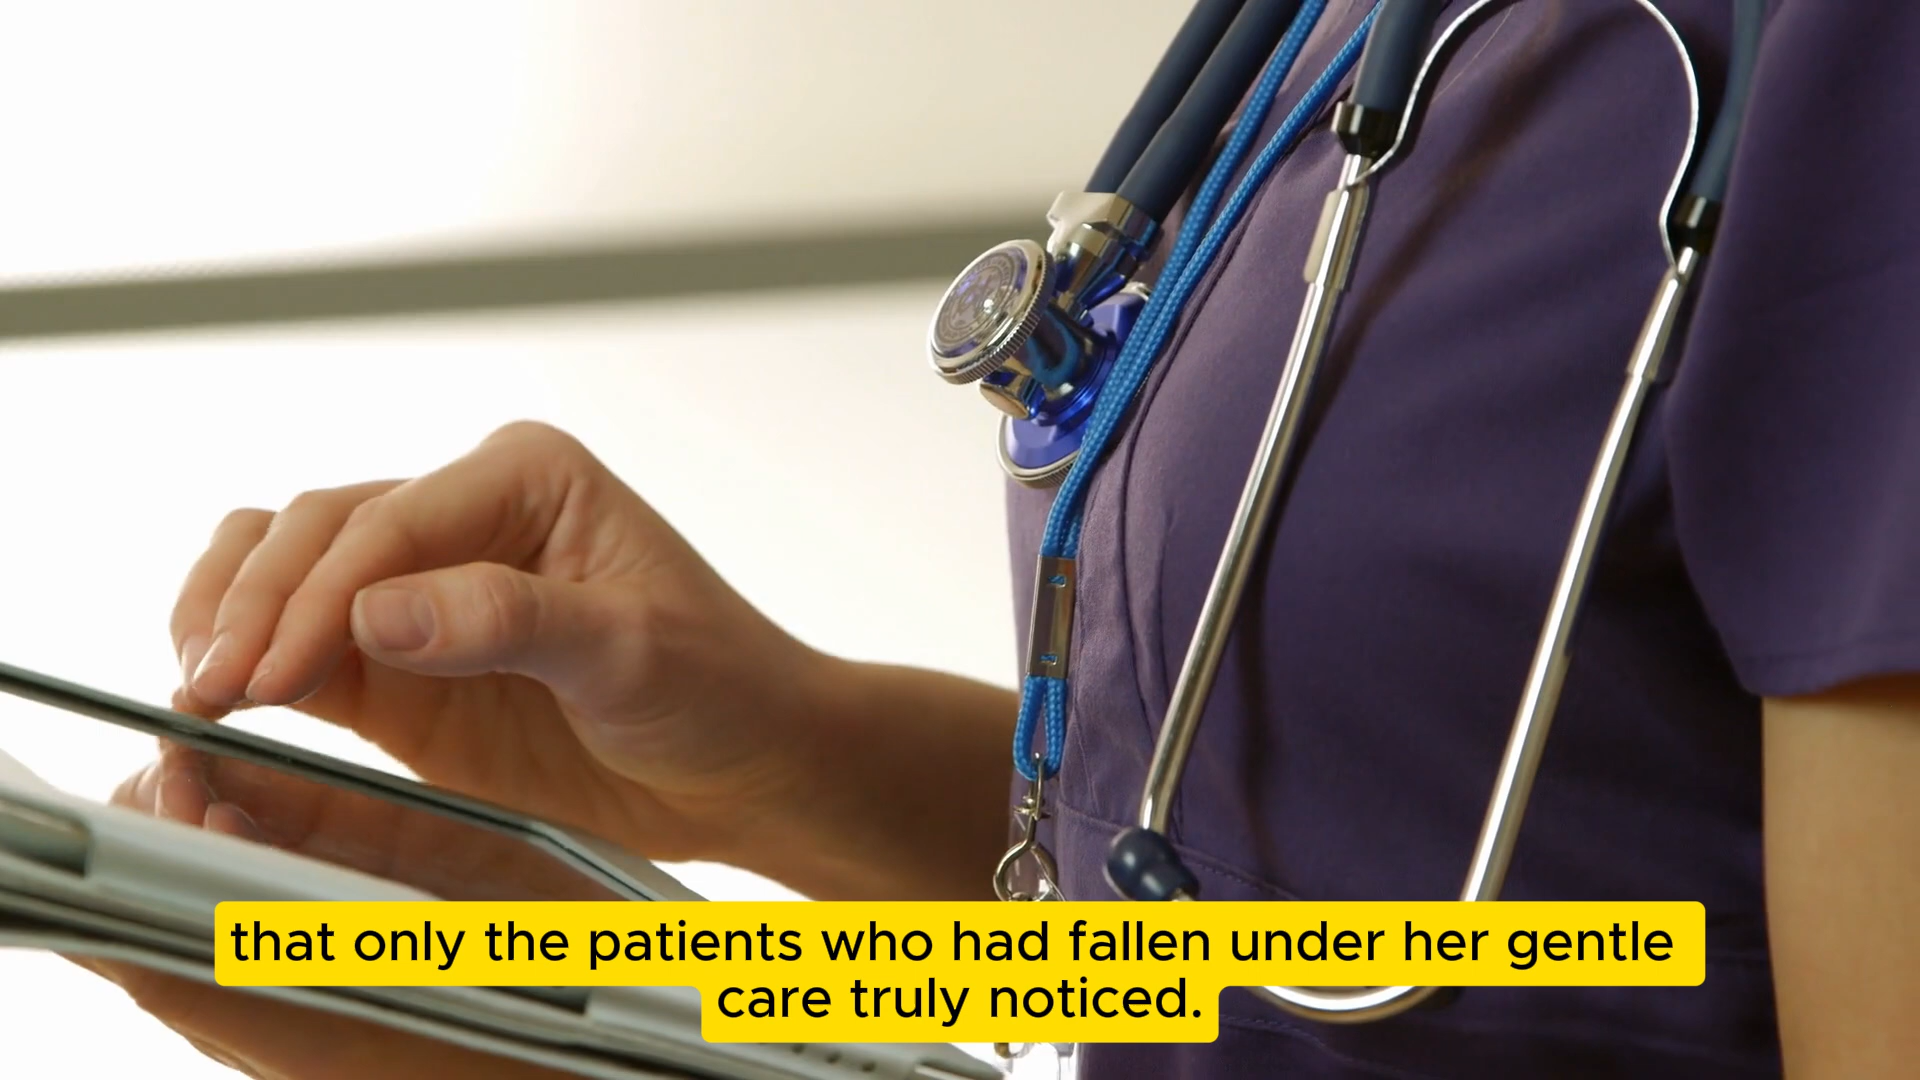 that only the patients who had fallen under her gentle
care truly noticed.